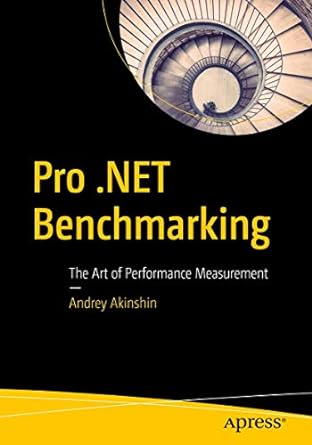 Pro .NET
Benchmarking
The Art of Performance Measurement
—
Andrey Akinshin
Apress®